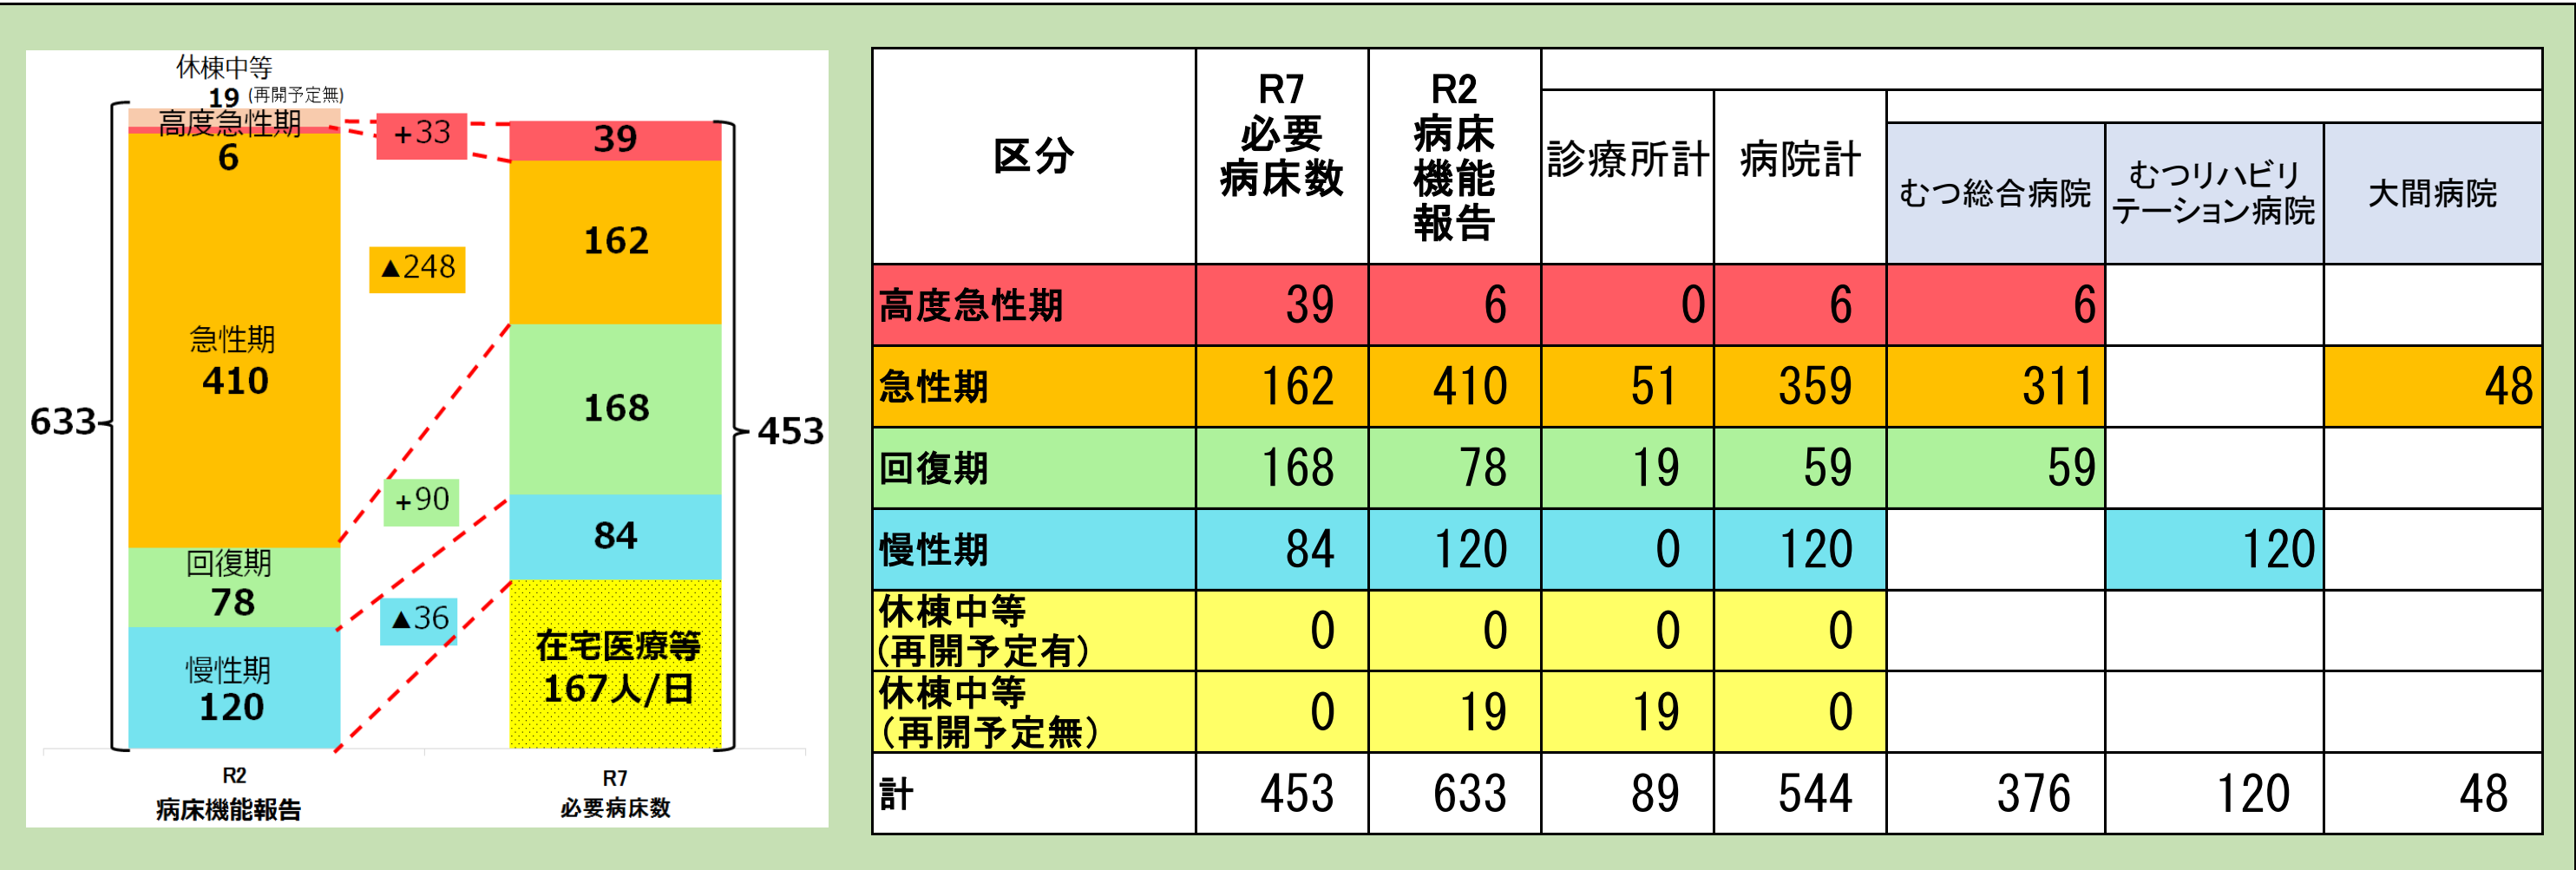 休棟中等
19 (再開予定無)
高度急性期
6
急性期
410
回復期
78
慢性期
120
633
+33
▲248
+90
▲36
39
162
168
84
在宅医療等
167人/日
453
R2
病床機能報告
R7
必要病床数
区分
R7
必要
病床数
R2
病床
機能
報告
診療所計
病院計
むつ総合病院
むつリハビリ
テーション病院
大間病院
高度急性期 39 6 0 6 6
急性期 162 410 51 359 311 48
回復期 168 78 19 59 59
慢性期 84 120 0 120 120
休棟中等
(再開予定有) 0 0 0 0
休棟中等
(再開予定無) 0 19 19 0
計 453 633 89 544 376 120 48